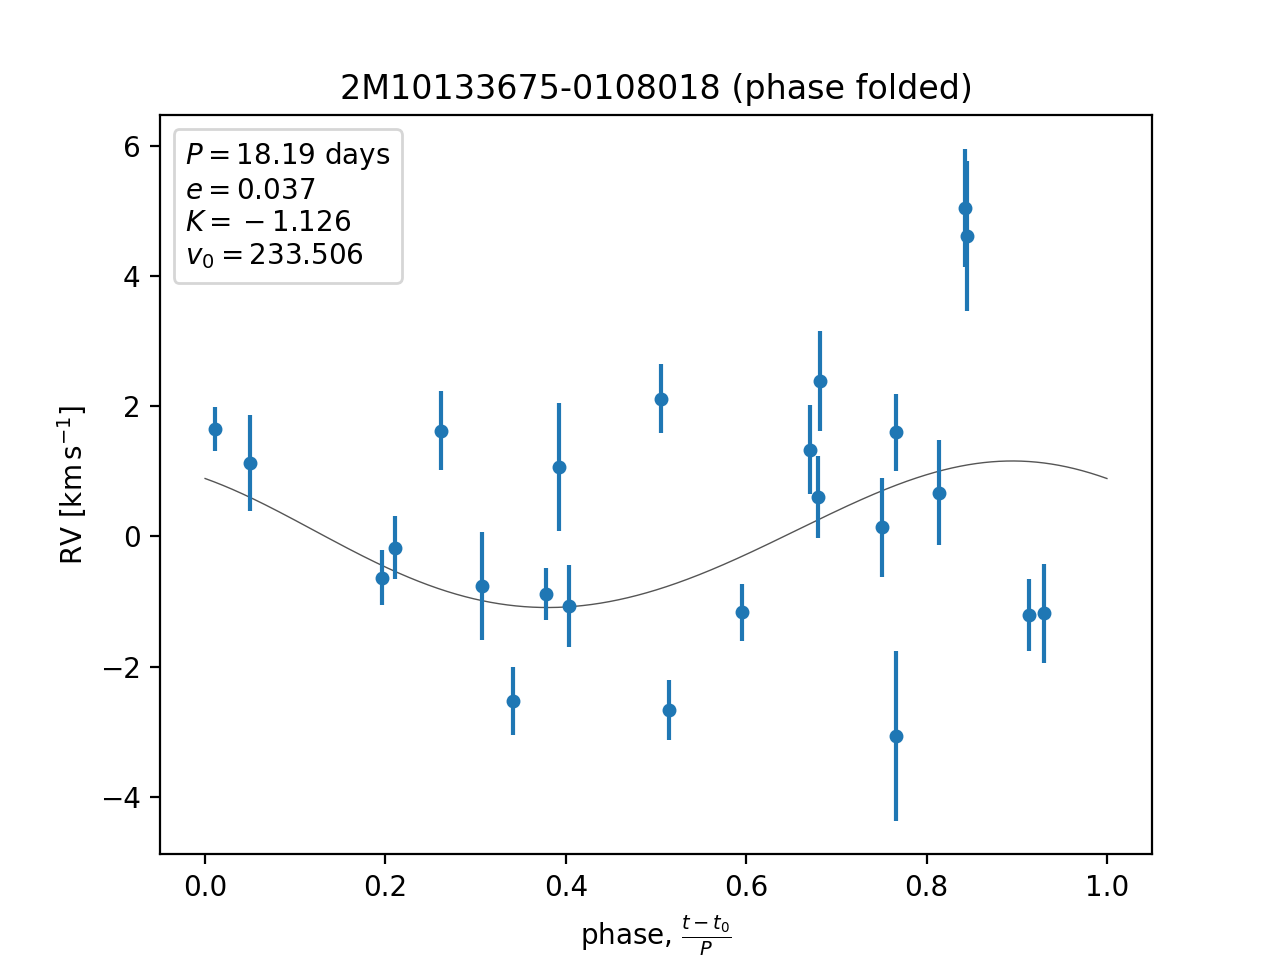 2M10133675-0108018 (phase folded)
P = 18.19 days
e = 0.037
K = −1.126
v₀ = 233.506
6
4
2
0
−2
−4
RV [km s⁻¹]
0.0 0.2 0.4 0.6 0.8 1.0
phase, (t − t₀)/P